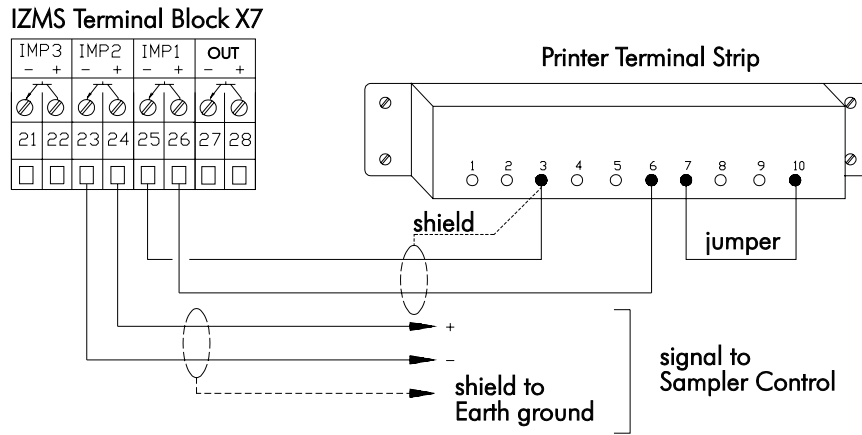 IZMS Terminal Block X7
IMP3 IMP2 IMP1 OUT
- + - + - + - +
21 22 23 24 25 26 27 28
Printer Terminal Strip
1 2 3 4 5 6 7 8 9 10
shield
jumper
+
-
shield to
Earth ground
signal to
Sampler Control